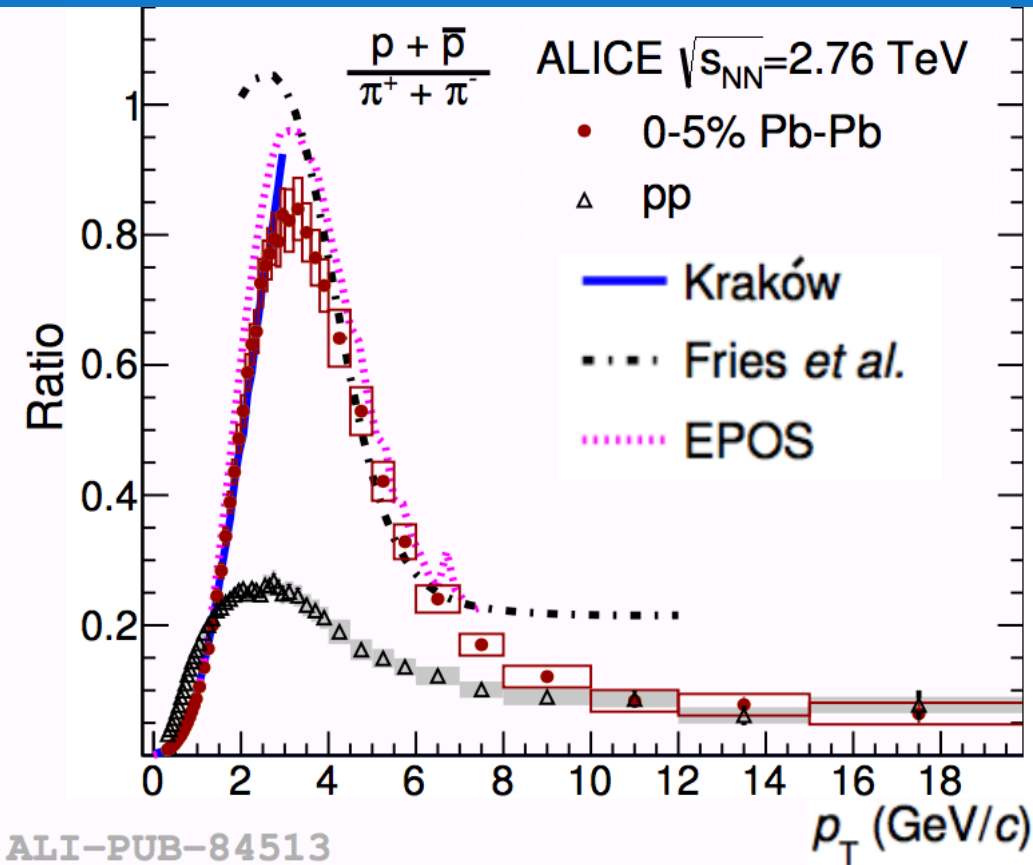 p + p̅
π⁺ + π⁻
ALICE √sNN=2.76 TeV
0-5% Pb-Pb
pp
Kraków
Fries et al.
EPOS
Ratio
1
0.8
0.6
0.4
0.2
0 2 4 6 8 10 12 14 16 18
pT (GeV/c)
ALI-PUB-84513